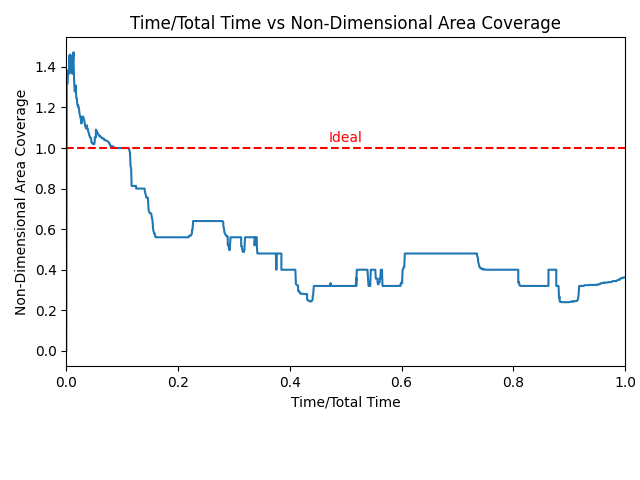 Time/Total Time vs Non-Dimensional Area Coverage
Non-Dimensional Area Coverage
1.4
1.2
1.0
0.8
0.6
0.4
0.2
0.0
Ideal
0.0 0.2 0.4 0.6 0.8 1.0
Time/Total Time